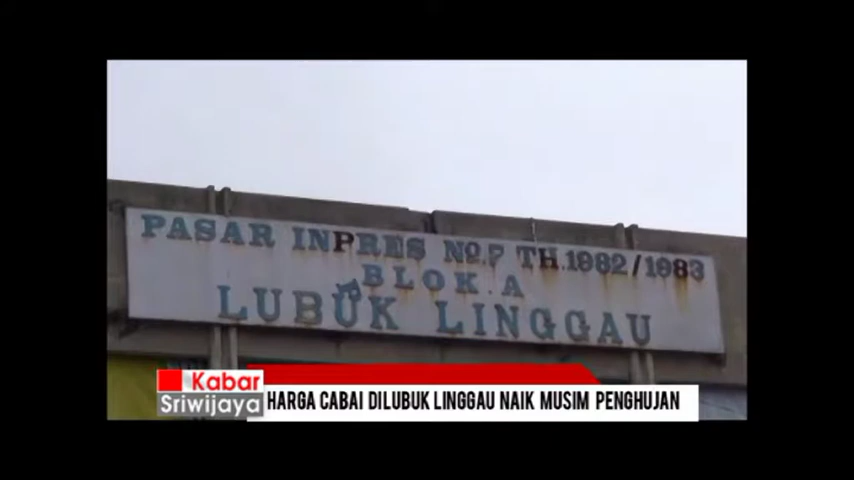 PASAR INPRES NO.7 TH.1982/1983
BLOK.A
LUBUK LINGGAU
Kabar
Sriwijaya
HARGA CABAI DILUBUK LINGGAU NAIK MUSIM PENGHUJAN